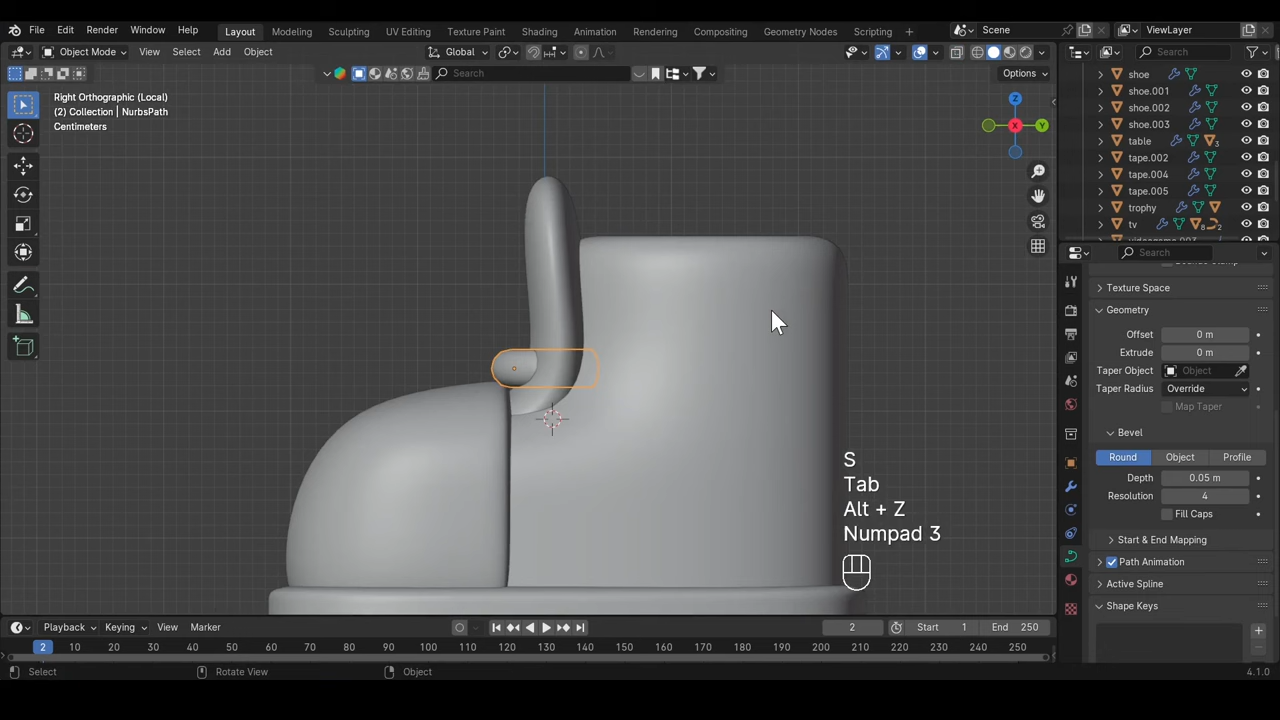 File Edit Render Window Help Layout Modeling Sculpting UV Editing Texture Paint Shading Animation Rendering Compositing Geometry Nodes Scripting + Scene ViewLayer
Object Mode View Select Add Object Global Search
Search Options
Right Orthographic (Local)
(2) Collection | NurbsPath
Centimeters
Z
X
Y
shoe
shoe.001
shoe.002
shoe.003
table 3
tape.002
tape.004
tape.005
trophy
tv 8 2
Search
Texture Space
Geometry
Offset 0 m
Extrude 0 m
Taper Object Object
Taper Radius Override
Map Taper
Bevel
Round Object Profile
Depth 0.05 m
Resolution 4
Fill Caps
Start & End Mapping
Path Animation
Active Spline
Shape Keys
S
Tab
Alt + Z
Numpad 3
Playback Keying View Marker 2 Start 1 End 250
2 10 20 30 40 50 60 70 80 90 100 110 120 130 140 150 160 170 180 190 200 210 220 230 240 250
Select Rotate View Object 4.1.0